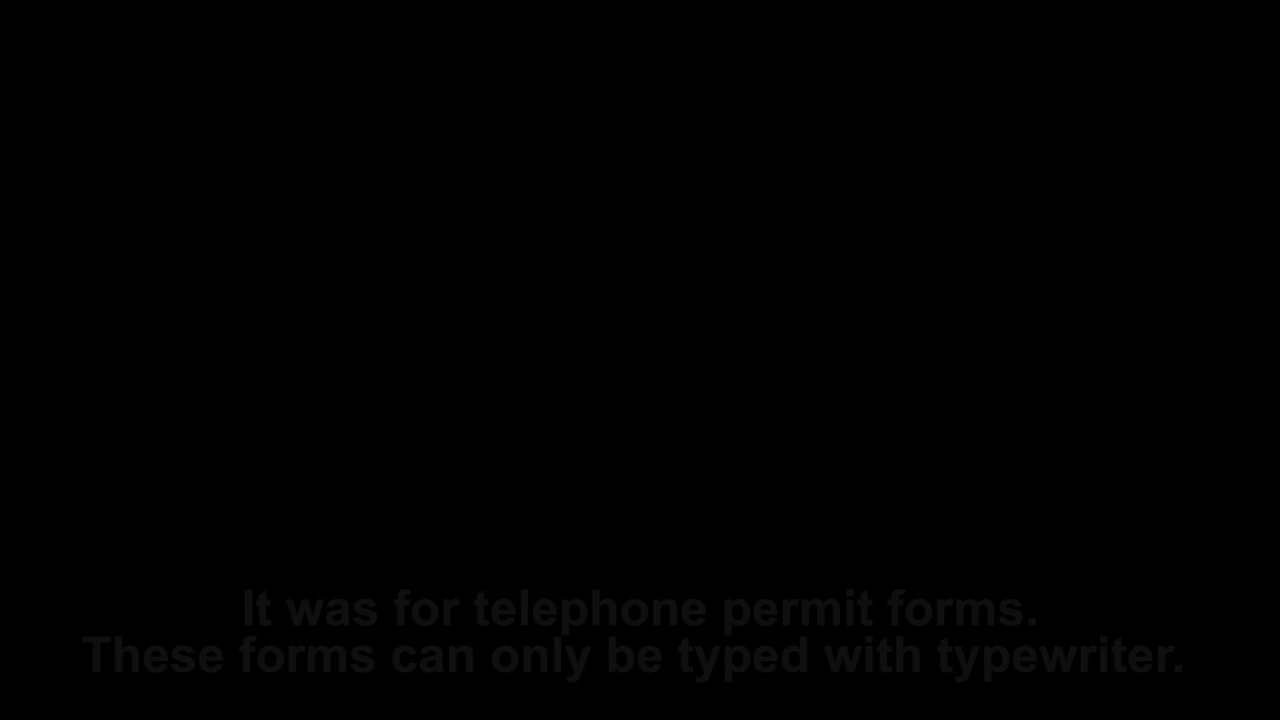 It was for telephone permit forms.
These forms can only be typed with typewriter.